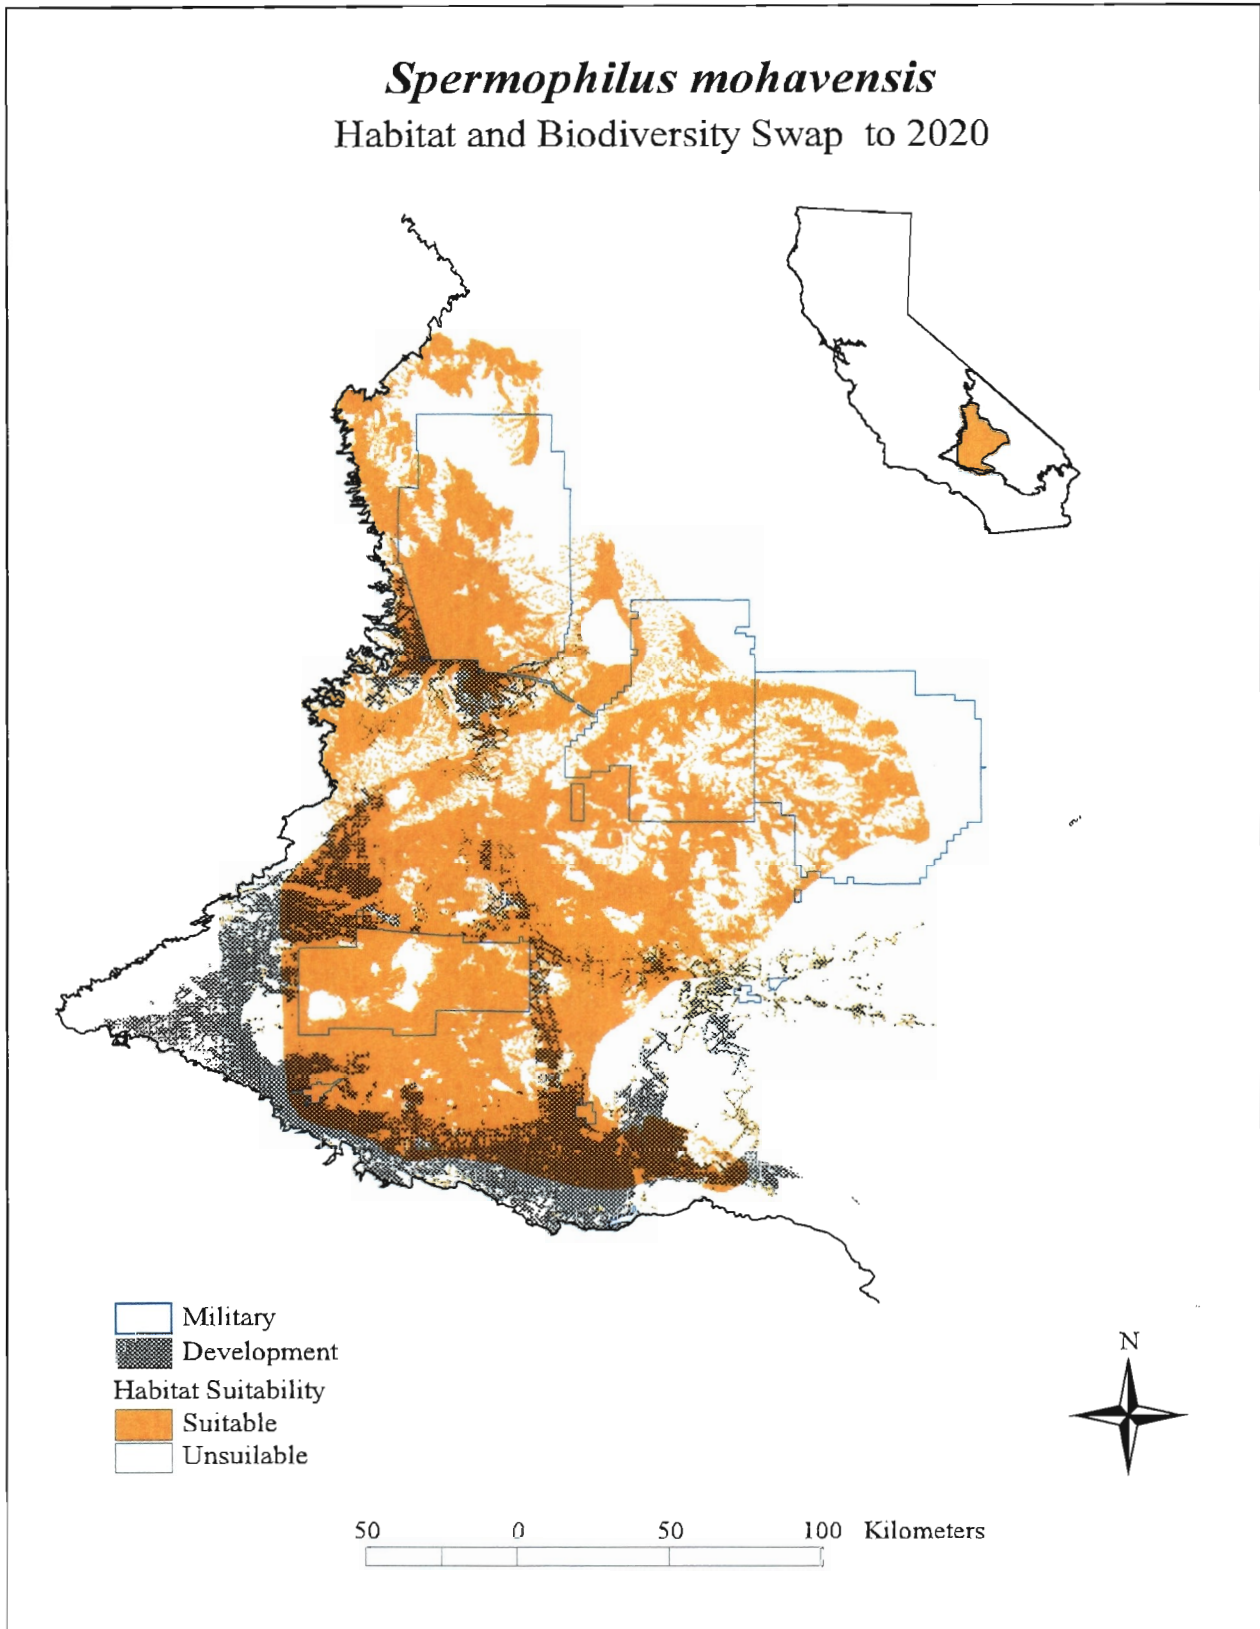 Spermophilus mohavensis
Habitat and Biodiversity Swap to 2020
Military
Development
Habitat Suitability
Suitable
Unsuilable
N
50 0 50 100 Kilometers